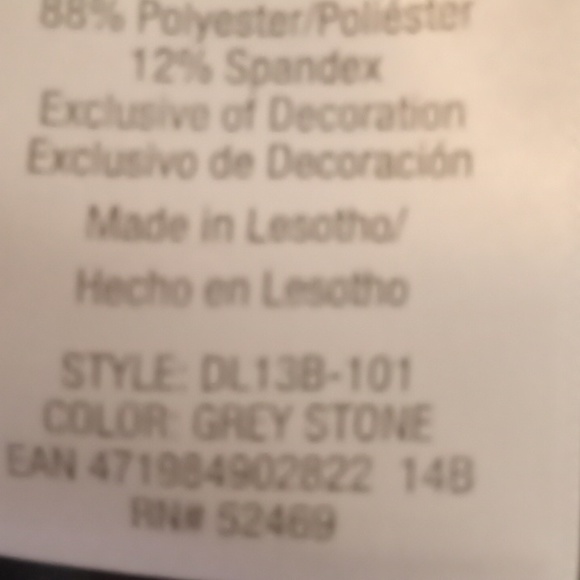 88% Polyester/Poliéster
12% Spandex
Exclusive of Decoration
Exclusivo de Decoración
Made in Lesotho/
Hecho en Lesotho
STYLE: DL13B-101
COLOR: GREY STONE
EAN 471984902822 14B
RN# 52469